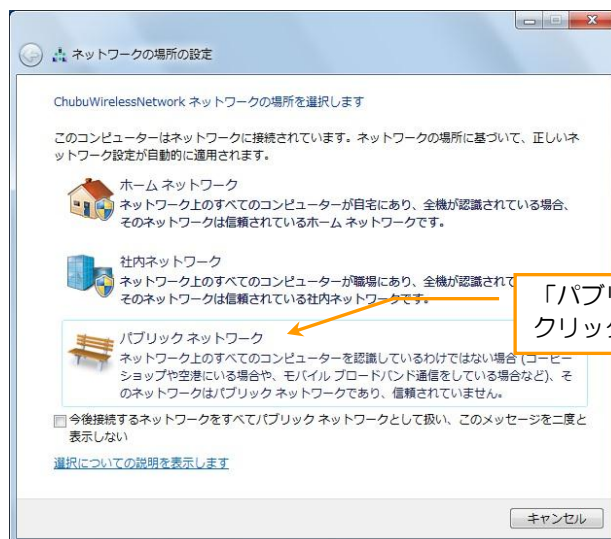 ネットワークの場所の設定
ChubuWirelessNetwork ネットワークの場所を選択します
このコンピューターはネットワークに接続されています。ネットワークの場所に基づいて、正しいネ
ットワーク設定が自動的に適用されます。
ホーム ネットワーク
ネットワーク上のすべてのコンピューターが自宅にあり、全機が認識されている場合、
そのネットワークは信頼されているホーム ネットワークです。
社内ネットワーク
ネットワーク上のすべてのコンピューターが職場にあり、全機が認識されて
そのネットワークは信頼されている社内ネットワークです。
「パブリ
クリック
パブリック ネットワーク
ネットワーク上のすべてのコンピューターを認識しているわけではない場合 (コーヒー
ショップや空港にいる場合や、モバイル ブロードバンド通信をしている場合など)、そ
のネットワークはパブリック ネットワークであり、信頼されていません。
今後接続するネットワークをすべてパブリック ネットワークとして扱い、このメッセージを二度と
表示しない
選択についての説明を表示します
キャンセル